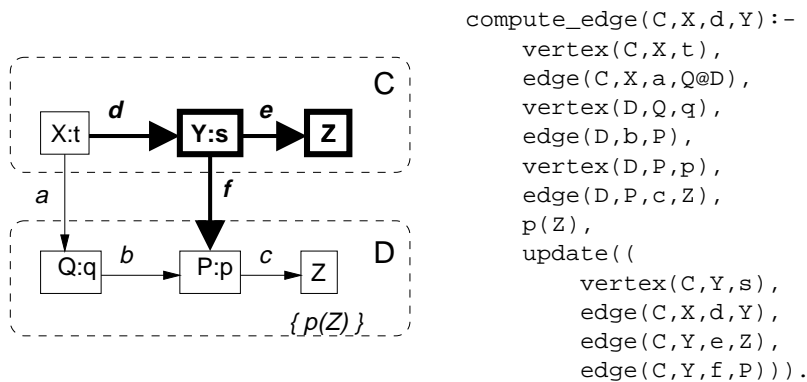 C
d
e
X:t
Y:s
Z
a
f
D
Q:q
b
P:p
c
Z
{ p(Z) }
compute_edge(C,X,d,Y):-
vertex(C,X,t),
edge(C,X,a,Q@D),
vertex(D,Q,q),
edge(D,b,P),
vertex(D,P,p),
edge(D,P,c,Z),
p(Z),
update((
vertex(C,Y,s),
edge(C,X,d,Y),
edge(C,Y,e,Z),
edge(C,Y,f,P))).